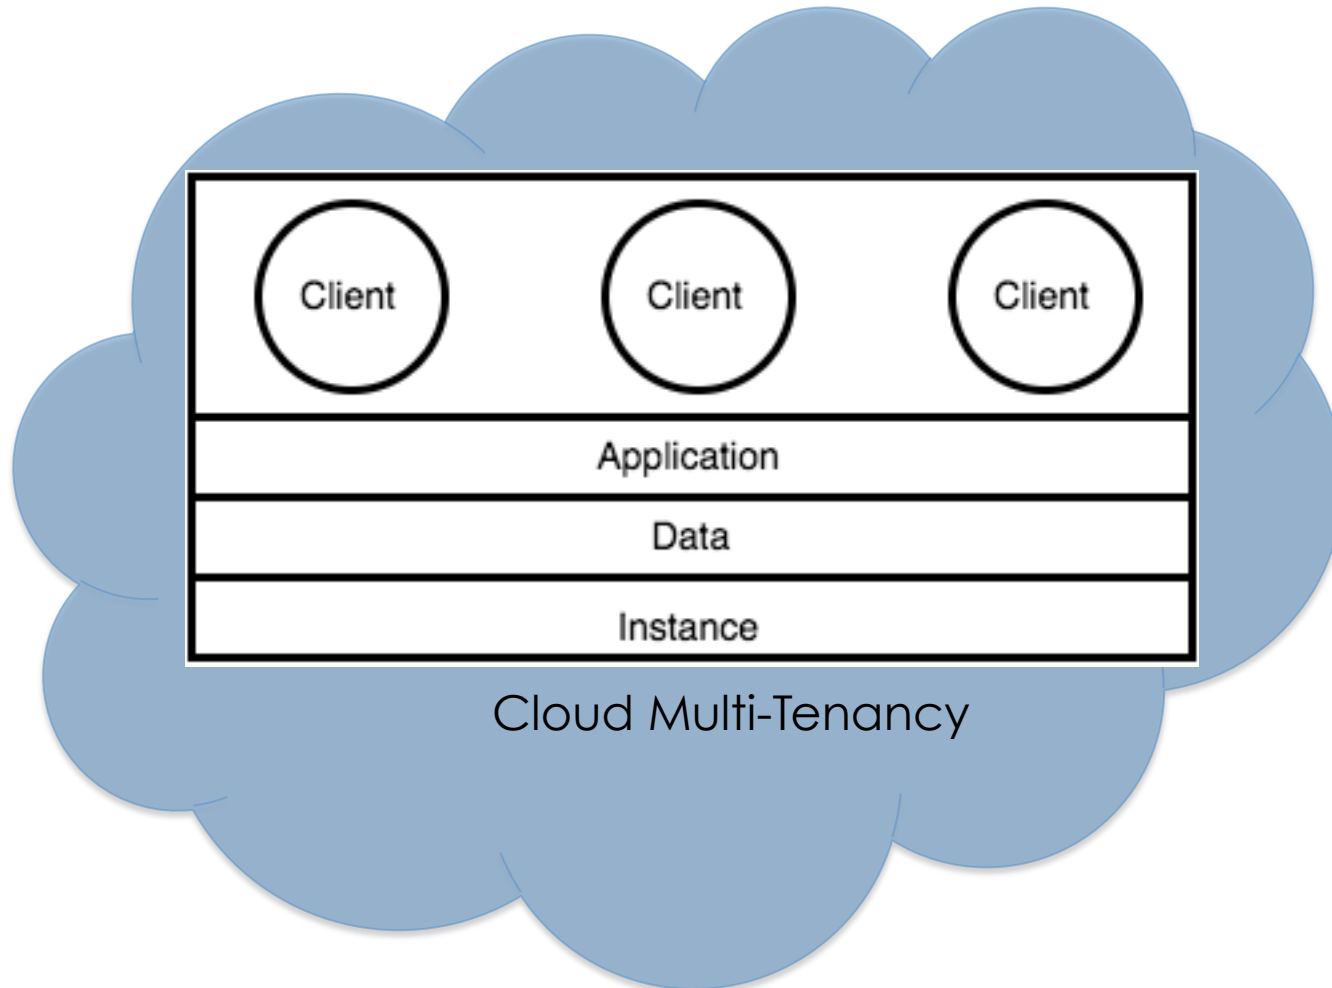 Client Client Client
Application
Data
Instance
Cloud Multi-Tenancy